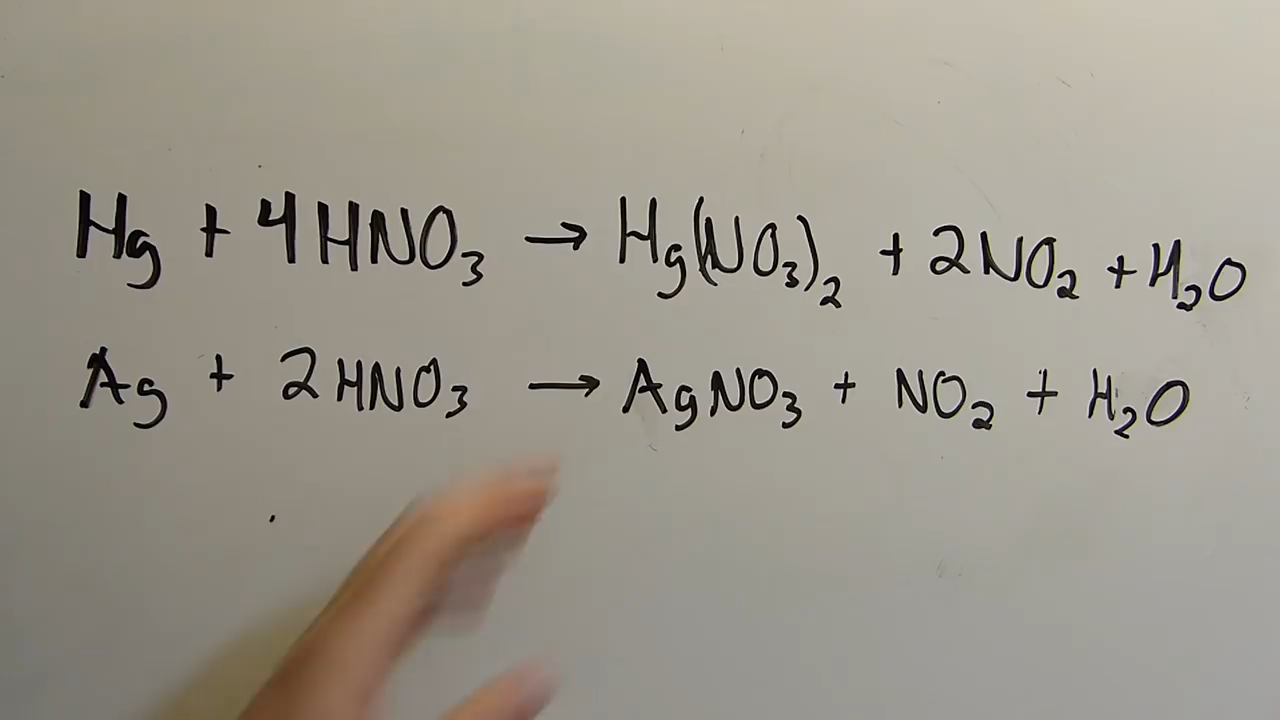 Hg + 4HNO₃ → Hg(NO₃)₂ + 2NO₂ + H₂O
Ag + 2HNO₃ → AgNO₃ + NO₂ + H₂O